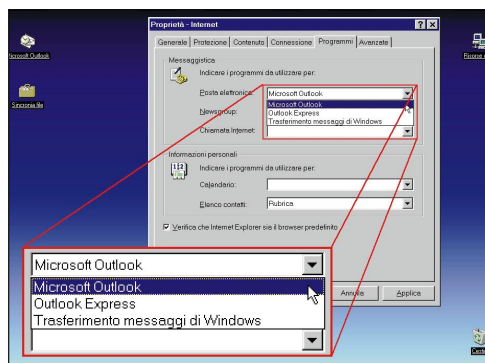 Proprietà - Internet
Generale Protezione Contenuto Connessione Programmi Avanzate
Microsoft Outlook
Sincronia file
Messaggistica
Indicare i programmi da utilizzare per:
Posta elettronica: Microsoft Outlook
Microsoft Outlook
Newsgroup: Outlook Express
Trasferimento messaggi di Windows
Chiamata Internet:
Informazioni personali
Indicare i programmi da utilizzare per:
Calendario:
Elenco contatti: Rubrica
Verifica che Internet Explorer sia il browser predefinito
Annulla Applica
Microsoft Outlook
Microsoft Outlook
Outlook Express
Trasferimento messaggi di Windows